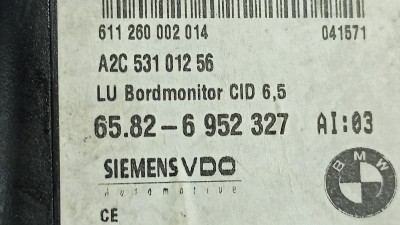 611 260 002 014 041571
A2C 531 012 56
LU Bordmonitor CID 6,5
65.82- 6 952 327 AI:03
SIEMENS VDO
Automotive
CE
BMW